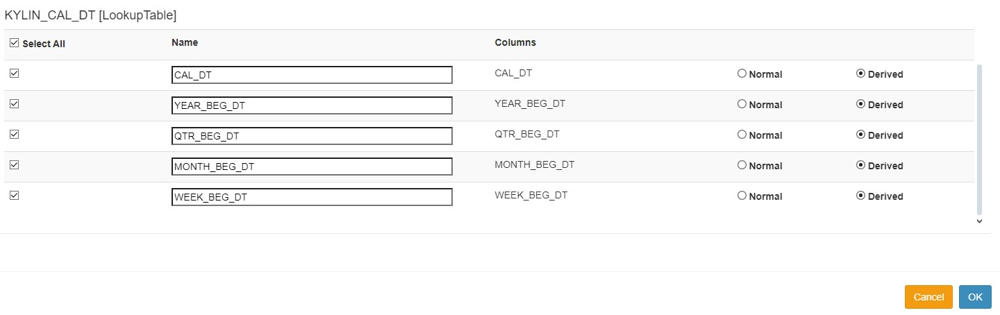 KYLIN_CAL_DT [LookupTable]
Select All Name Columns
CAL_DT CAL_DT Normal Derived
YEAR_BEG_DT YEAR_BEG_DT Normal Derived
QTR_BEG_DT QTR_BEG_DT Normal Derived
MONTH_BEG_DT MONTH_BEG_DT Normal Derived
WEEK_BEG_DT WEEK_BEG_DT Normal Derived
Cancel OK